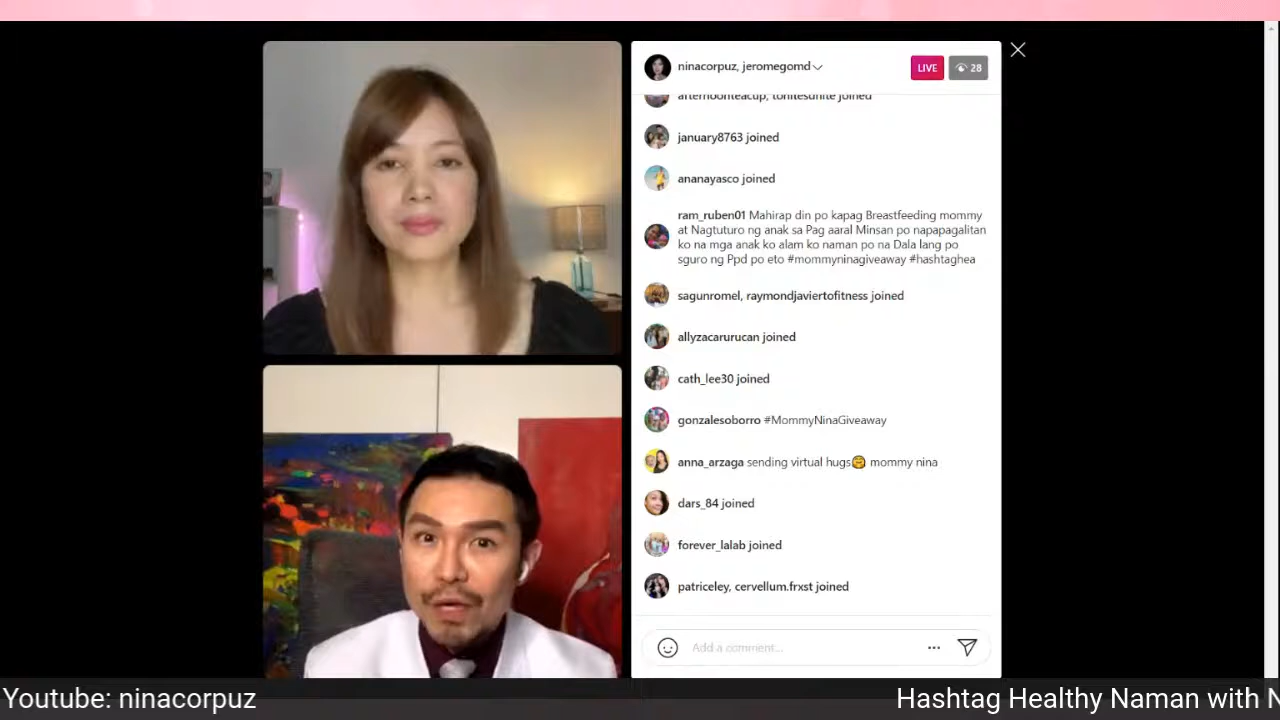 ninacorpuz, jeromegomd
LIVE
28
afternoonteacup, tonitesunite joined
january8763 joined
ananayasco joined
ram_ruben01 Mahirap din po kapag Breastfeeding mommy
at Nagtuturo ng anak sa Pag aaral Minsan po napapagalitan
ko na mga anak ko alam ko naman po na Dala lang po
sguro ng Ppd po eto #mommyninagiveaway #hashtaghea
sagunromel, raymondjaviertofitness joined
allyzacarurucan joined
cath_lee30 joined
gonzalesoborro #MommyNinaGiveaway
anna_arzaga sending virtual hugs🤗 mommy nina
dars_84 joined
forever_lalab joined
patriceley, cervellum.frxst joined
Add a comment...
Youtube: ninacorpuz
Hashtag Healthy Naman with N